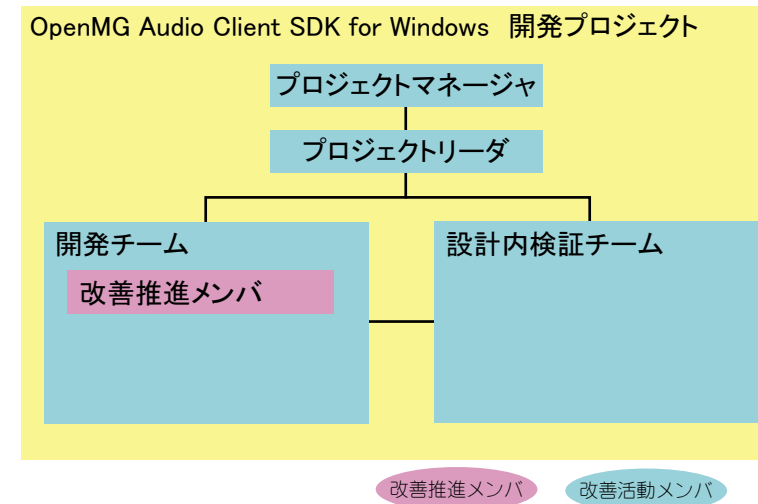 OpenMG Audio Client SDK for Windows 開発プロジェクト
プロジェクトマネージャ
プロジェクトリーダ
開発チーム
設計内検証チーム
改善推進メンバ
改善推進メンバ
改善活動メンバ